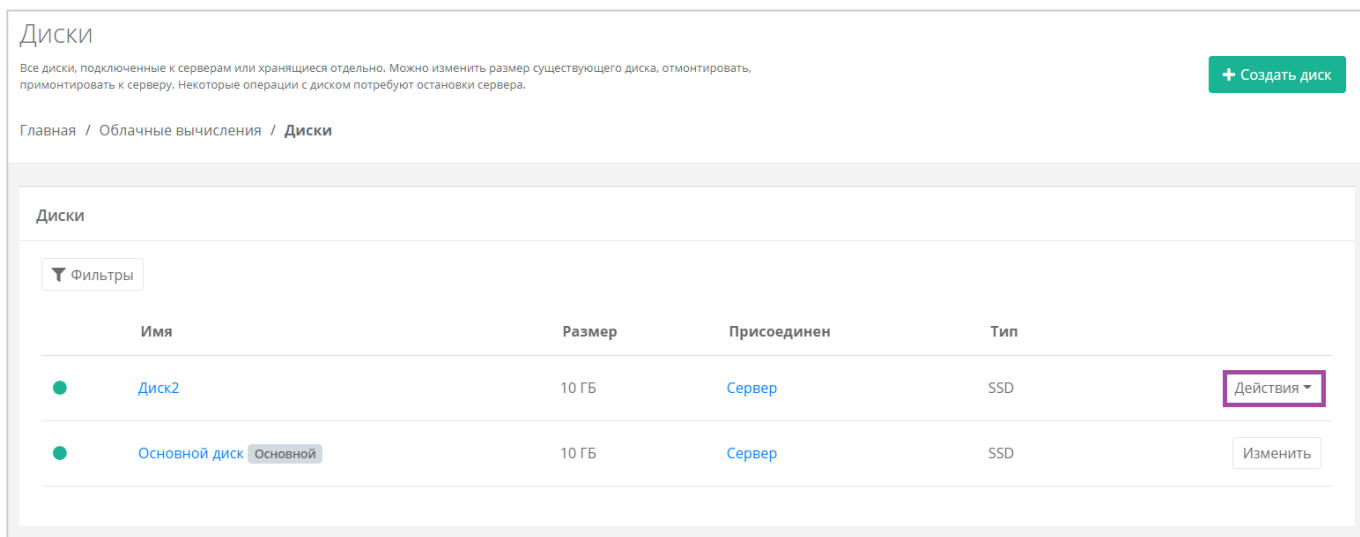 Диски
Все диски, подключенные к серверам или хранящиеся отдельно. Можно изменить размер существующего диска, отмонтировать,
примонтировать к серверу. Некоторые операции с диском потребуют остановки сервера.
+ Создать диск
Главная / Облачные вычисления / Диски
Диски
Фильтры
Имя Размер Присоединен Тип
Диск2 10 ГБ Сервер SSD Действия
Основной диск Основной 10 ГБ Сервер SSD Изменить